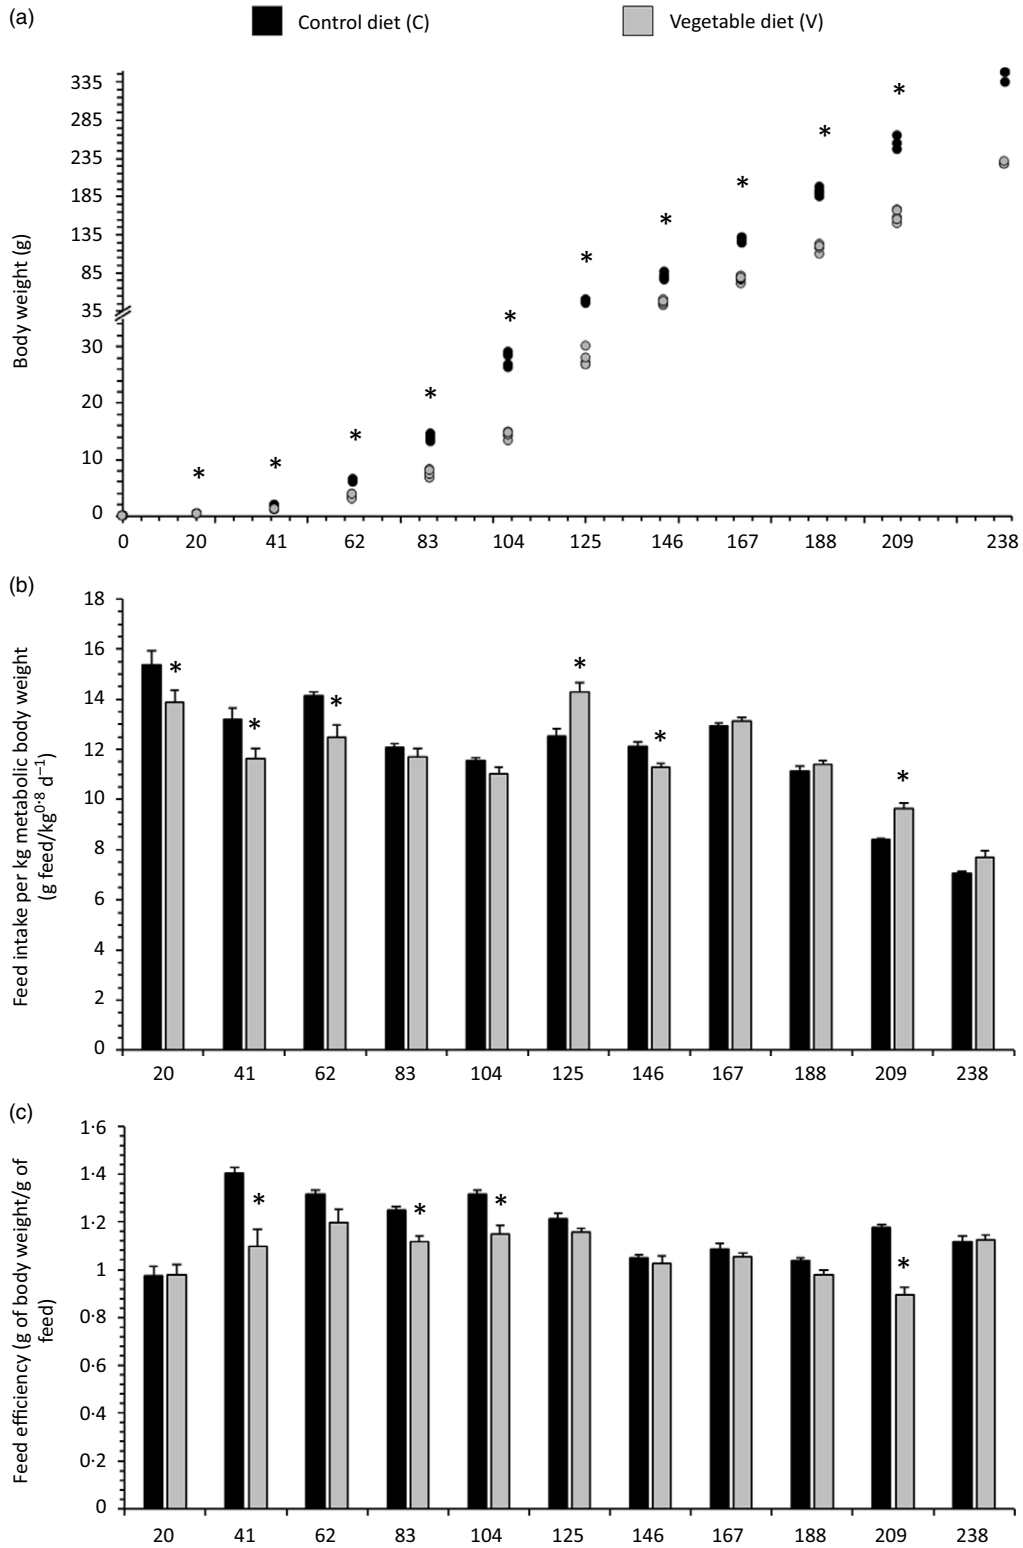 (a)
Control diet (C)
Vegetable diet (V)
Body weight (g)
335
285
235
185
135
85
35
30
20
10
0
* * * * * * * * * *
0 20 41 62 83 104 125 146 167 188 209 238
(b)
Feed intake per kg metabolic body weight
(g feed/kg^0·8 d^−1)
18
16
14
12
10
8
6
4
2
0
* * * * * *
20 41 62 83 104 125 146 167 188 209 238
(c)
Feed efficiency (g of body weight/g of
feed)
1·6
1·4
1·2
1
0·8
0·6
0·4
0·2
0
* * * *
20 41 62 83 104 125 146 167 188 209 238